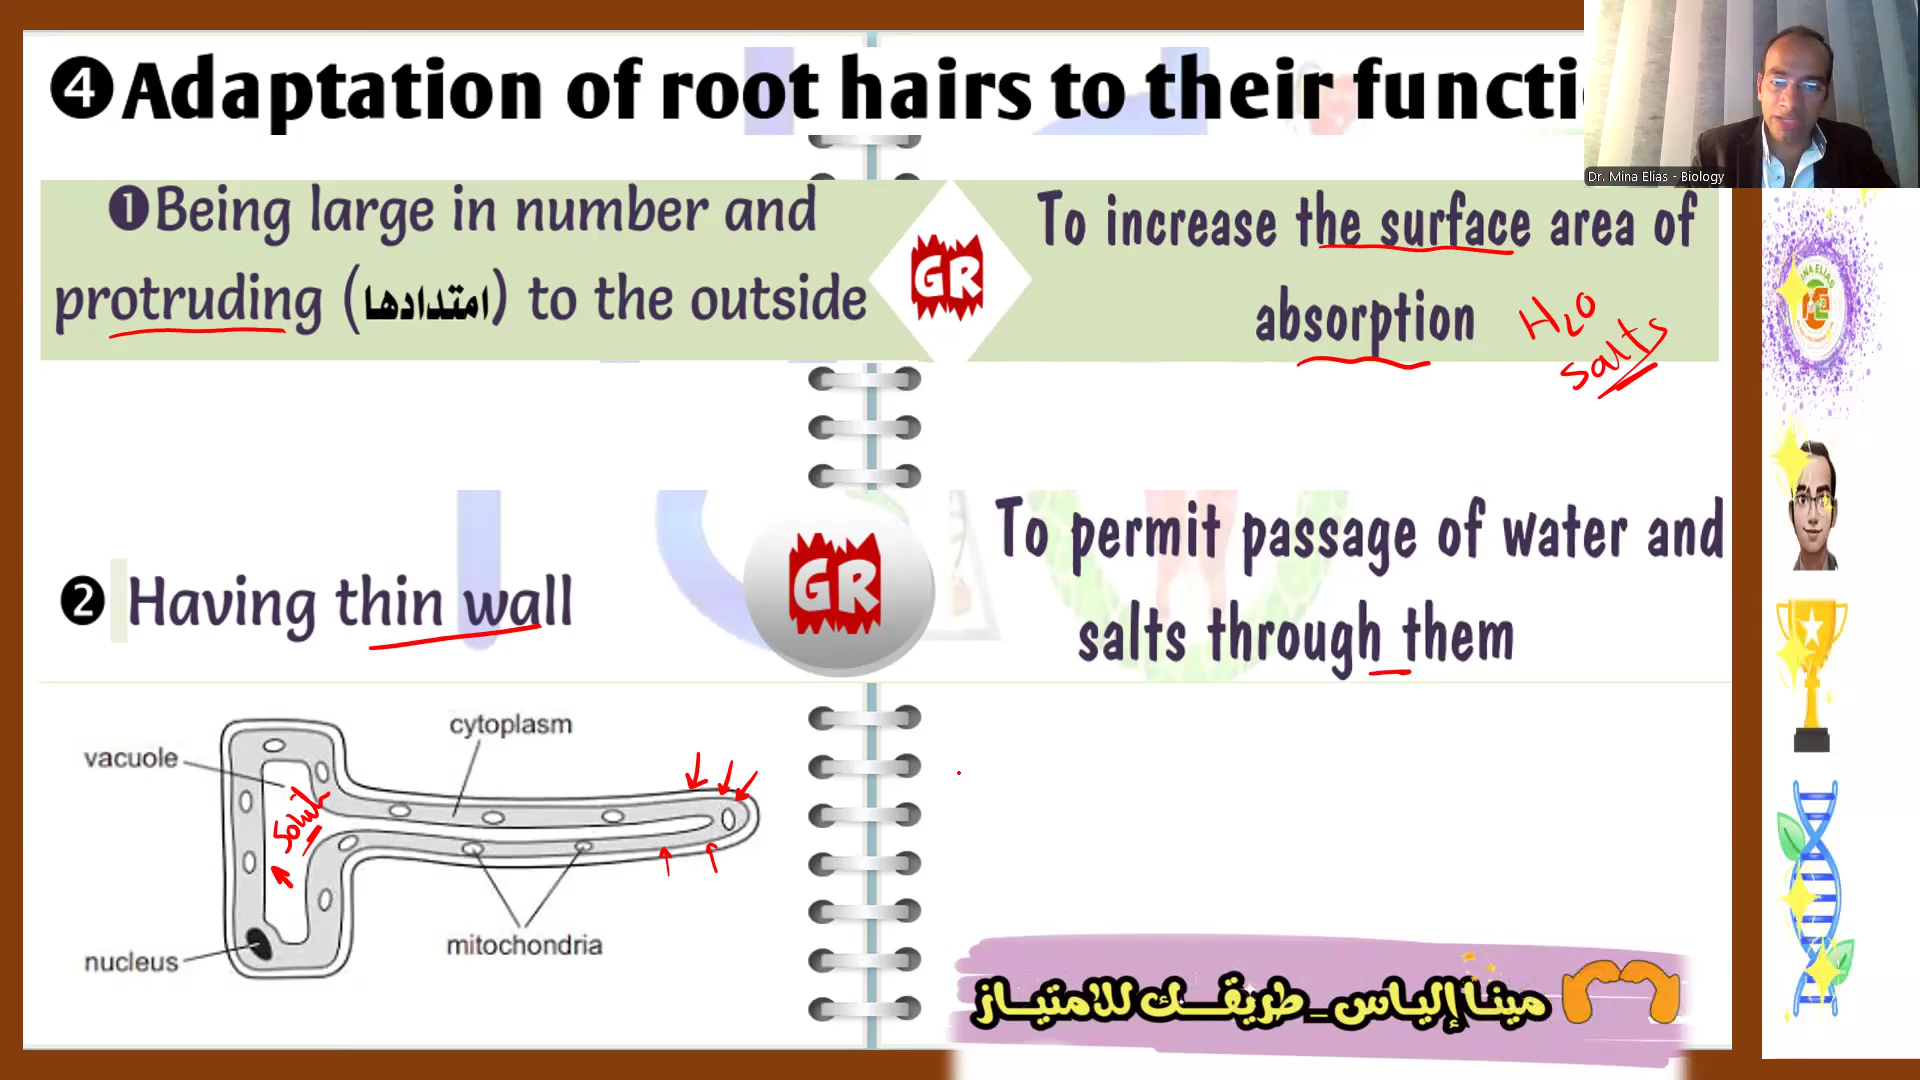 ❹Adaptation of root hairs to their functi
Dr. Mina Elias - Biology
❶Being large in number and
protruding (امتدادها) to the outside
GR
To increase the surface area of
absorption
H2O
salts
❷ Having thin wall
GR
To permit passage of water and
salts through them
vacuole
cytoplasm
nucleus
mitochondria
مينا إلياس _ طريقك للامتياز